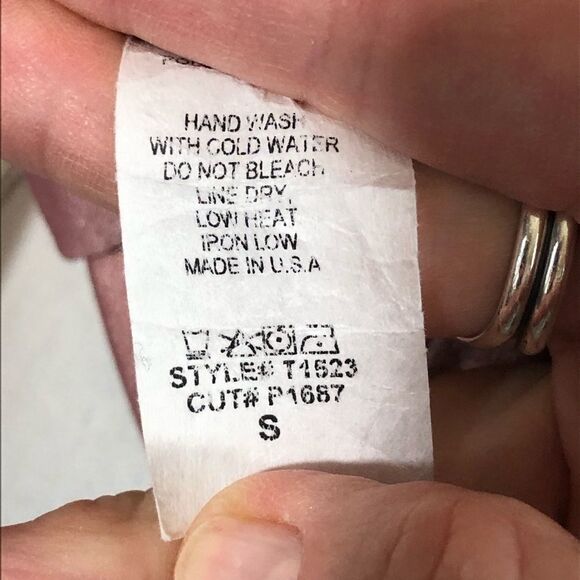 HAND WASH
WITH COLD WATER
DO NOT BLEACH
LINE DRY,
LOW HEAT
IRON LOW
MADE IN U.S.A
STYLE# T1523
CUT# P1687
S